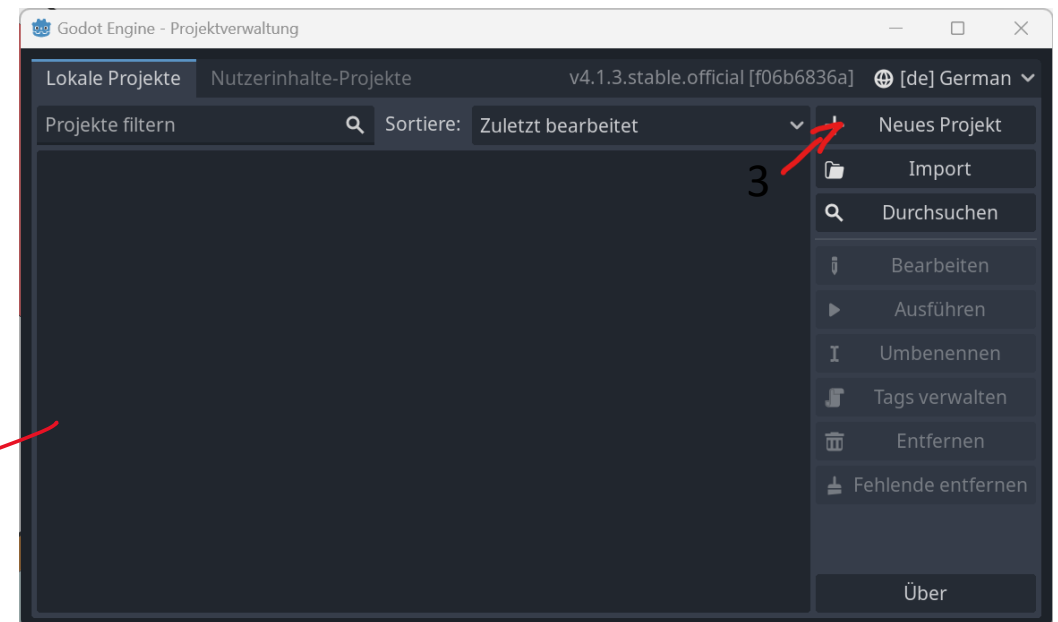 Godot Engine - Projektverwaltung
Lokale Projekte Nutzerinhalte-Projekte v4.1.3.stable.official [f06b6836a] [de] German
Projekte filtern Sortiere: Zuletzt bearbeitet Neues Projekt
3
Import
Durchsuchen
Bearbeiten
Ausführen
Umbenennen
Tags verwalten
Entfernen
Fehlende entfernen
Über